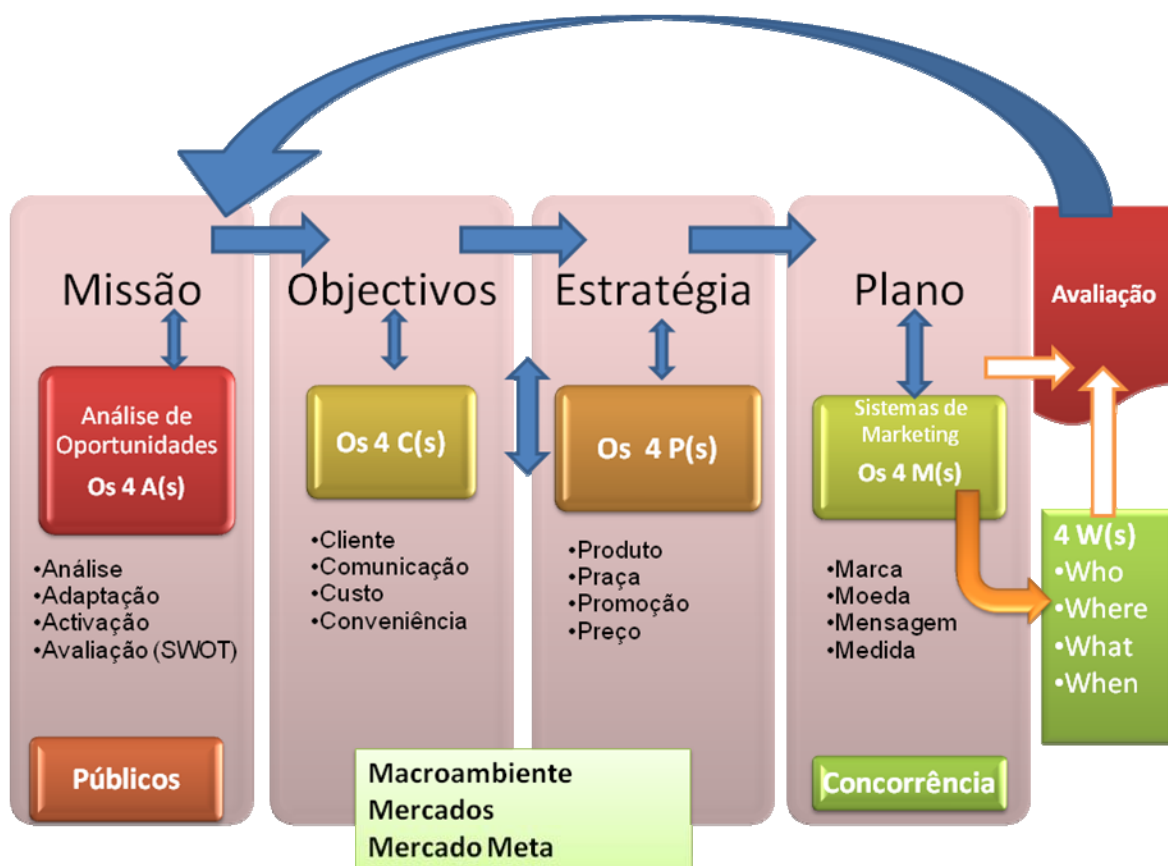 Missão
Análise de
Oportunidades
Os 4 A(s)
•Análise
•Adaptação
•Activação
•Avaliação (SWOT)
Públicos
Objectivos
Os 4 C(s)
•Cliente
•Comunicação
•Custo
•Conveniência
Estratégia
Os 4 P(s)
•Produto
•Praça
•Promoção
•Preço
Macroambiente
Mercados
Mercado Meta
Plano
Sistemas de
Marketing
Os 4 M(s)
•Marca
•Moeda
•Mensagem
•Medida
Concorrência
Avaliação
4 W(s)
•Who
•Where
•What
•When